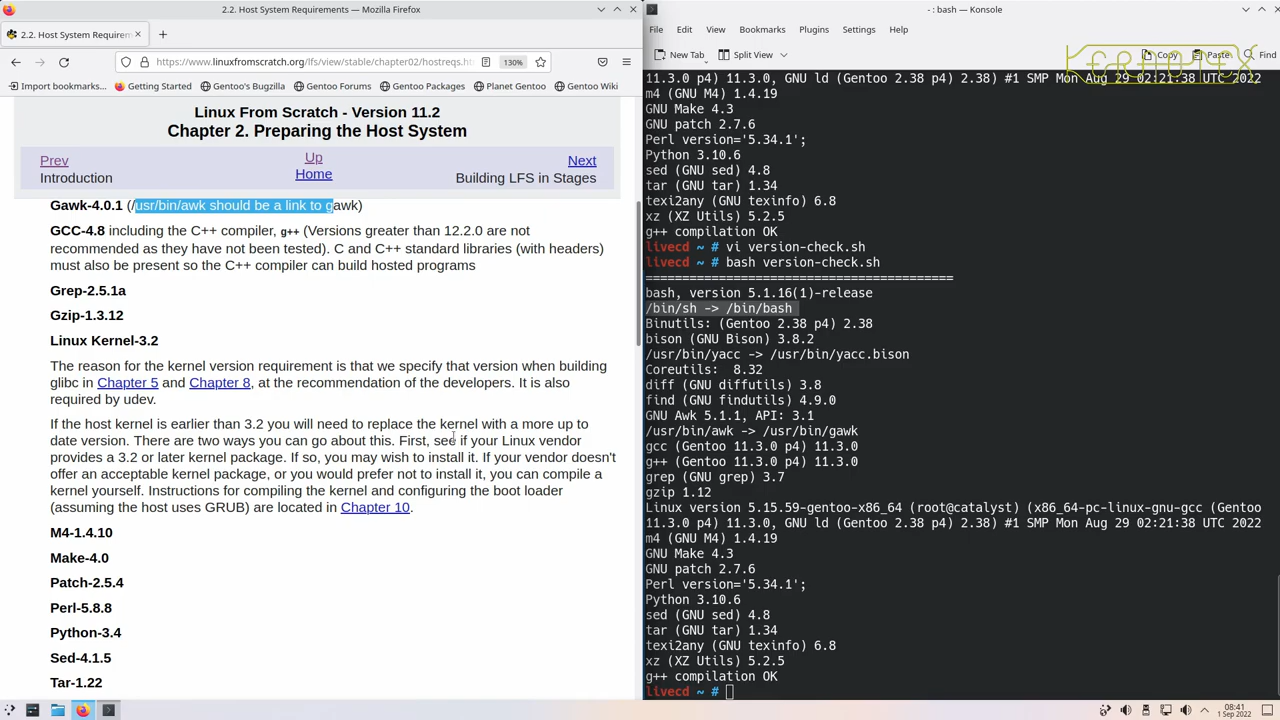 2.2. Host System Requirements — Mozilla Firefox
2.2. Host System Requirem
https://www.linuxfromscratch.org/lfs/view/stable/chapter02/hostreqs.h
130%
Import bookmarks...
Getting Started
Gentoo's Bugzilla
Gentoo Forums
Gentoo Packages
Planet Gentoo
Gentoo Wiki
Linux From Scratch - Version 11.2
Chapter 2. Preparing the Host System
Prev
Up
Next
Introduction
Home
Building LFS in Stages
Gawk-4.0.1 (/usr/bin/awk should be a link to gawk)
GCC-4.8 including the C++ compiler, g++ (Versions greater than 12.2.0 are not
recommended as they have not been tested). C and C++ standard libraries (with headers)
must also be present so the C++ compiler can build hosted programs
Grep-2.5.1a
Gzip-1.3.12
Linux Kernel-3.2
The reason for the kernel version requirement is that we specify that version when building
glibc in Chapter 5 and Chapter 8, at the recommendation of the developers. It is also
required by udev.
If the host kernel is earlier than 3.2 you will need to replace the kernel with a more up to
date version. There are two ways you can go about this. First, see if your Linux vendor
provides a 3.2 or later kernel package. If so, you may wish to install it. If your vendor doesn't
offer an acceptable kernel package, or you would prefer not to install it, you can compile a
kernel yourself. Instructions for compiling the kernel and configuring the boot loader
(assuming the host uses GRUB) are located in Chapter 10.
M4-1.4.10
Make-4.0
Patch-2.5.4
Perl-5.8.8
Python-3.4
Sed-4.1.5
Tar-1.22
- : bash — Konsole
File Edit View Bookmarks Plugins Settings Help
New Tab Split View Copy Paste Find
11.3.0 p4) 11.3.0, GNU ld (Gentoo 2.38 p4) 2.38) #1 SMP Mon Aug 29 02:21:38 UTC 2022
m4 (GNU M4) 1.4.19
GNU Make 4.3
GNU patch 2.7.6
Perl version='5.34.1';
Python 3.10.6
sed (GNU sed) 4.8
tar (GNU tar) 1.34
texi2any (GNU texinfo) 6.8
xz (XZ Utils) 5.2.5
g++ compilation OK
livecd ~ # vi version-check.sh
livecd ~ # bash version-check.sh
==========================================
bash, version 5.1.16(1)-release
/bin/sh -> /bin/bash
Binutils: (Gentoo 2.38 p4) 2.38
bison (GNU Bison) 3.8.2
/usr/bin/yacc -> /usr/bin/yacc.bison
Coreutils:  8.32
diff (GNU diffutils) 3.8
find (GNU findutils) 4.9.0
GNU Awk 5.1.1, API: 3.1
/usr/bin/awk -> /usr/bin/gawk
gcc (Gentoo 11.3.0 p4) 11.3.0
g++ (Gentoo 11.3.0 p4) 11.3.0
grep (GNU grep) 3.7
gzip 1.12
Linux version 5.15.59-gentoo-x86_64 (root@catalyst) (x86_64-pc-linux-gnu-gcc (Gentoo
11.3.0 p4) 11.3.0, GNU ld (Gentoo 2.38 p4) 2.38) #1 SMP Mon Aug 29 02:21:38 UTC 2022
m4 (GNU M4) 1.4.19
GNU Make 4.3
GNU patch 2.7.6
Perl version='5.34.1';
Python 3.10.6
sed (GNU sed) 4.8
tar (GNU tar) 1.34
texi2any (GNU texinfo) 6.8
xz (XZ Utils) 5.2.5
g++ compilation OK
livecd ~ #
08:41
1 Sep 2022